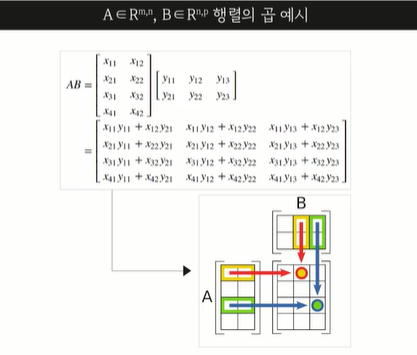 A∈Rm,n, B∈Rn,p 행렬의 곱 예시
x11 x12
x21 x22 y11 y12 y13
AB =
x31 x32 y21 y22 y23
x41 x42
x11y11 + x12y21 x11y12 + x12y22 x11y13 + x12y23
x21y11 + x22y21 x21y12 + x22y22 x21y13 + x22y23
=
x31y11 + x32y21 x31y12 + x32y22 x31y13 + x32y23
x41y11 + x42y21 x41y12 + x42y22 x41y13 + x42y23
B
A